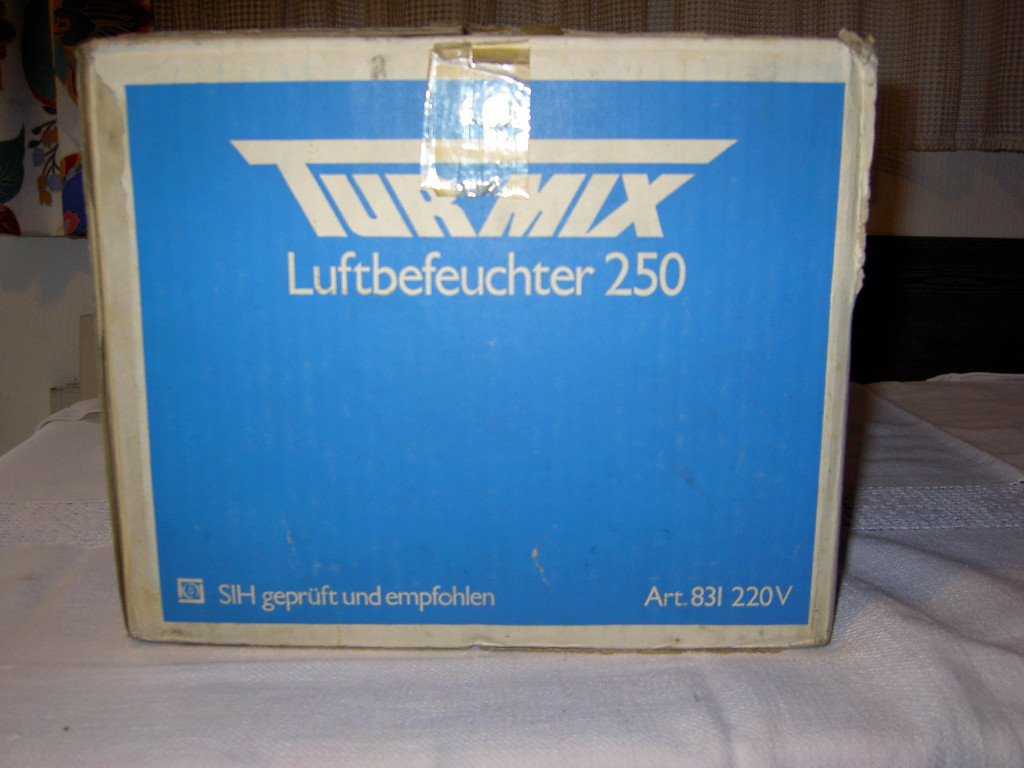 TURMIX
Luftbefeuchter 250
SIH geprüft und empfohlen
Art. 831 220V